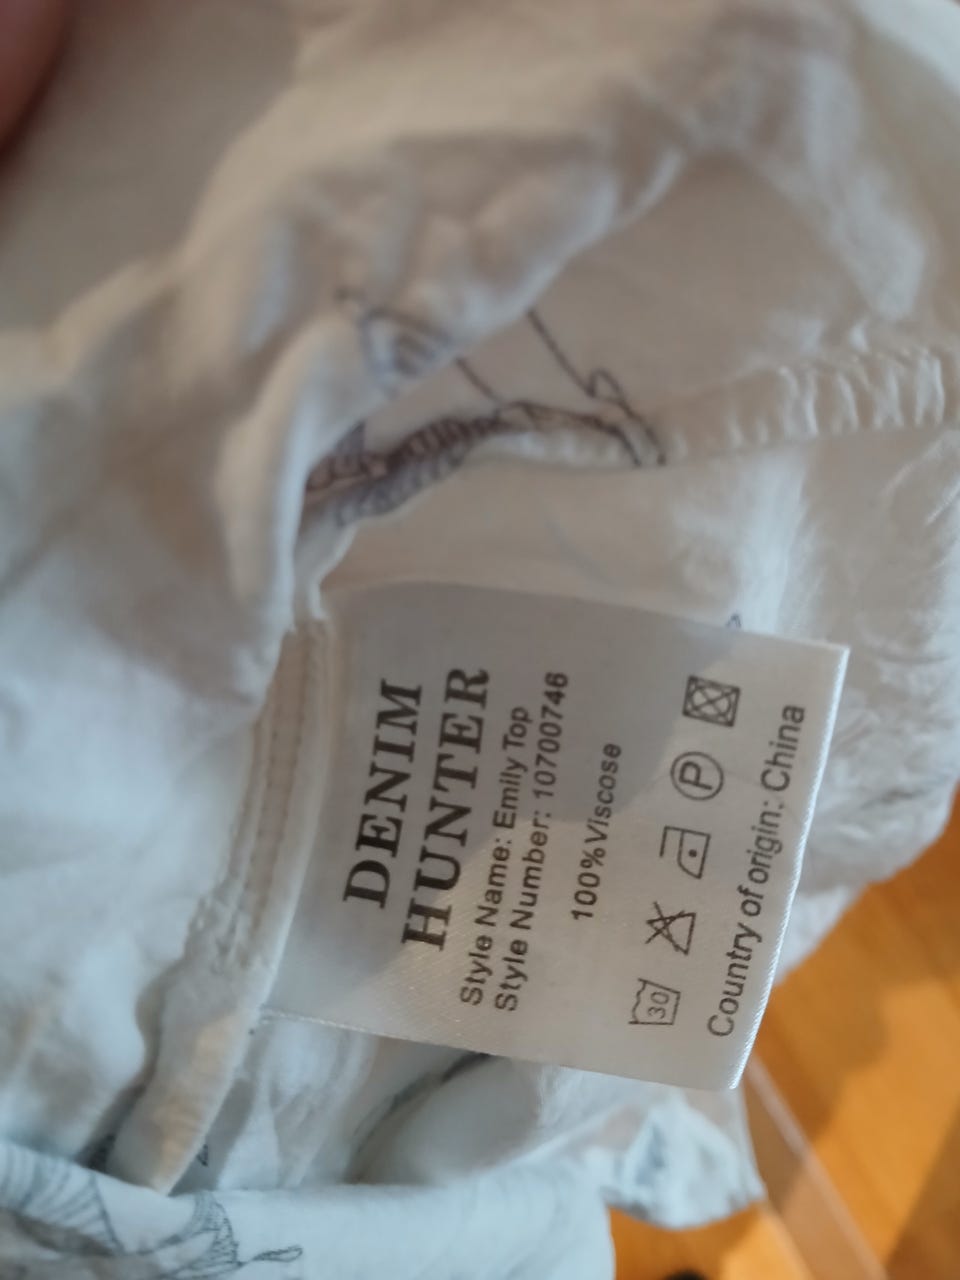 DENIM
HUNTER
Style Name: Emily Top
Style Number: 10700746
100%Viscose
30 P
Country of origin: China